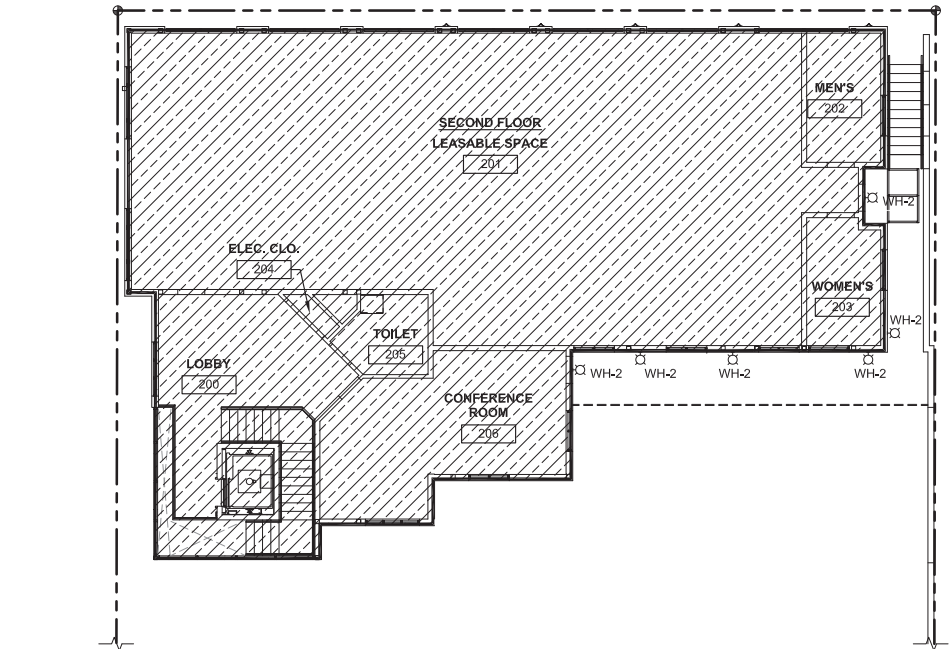 MEN'S
202
SECOND FLOOR
LEASABLE SPACE
201
WH-2
ELEC. CLO.
204
WOMEN'S
203
WH-2
TOILET
205
LOBBY
200
WH-2
WH-2
WH-2
WH-2
CONFERENCE
ROOM
206